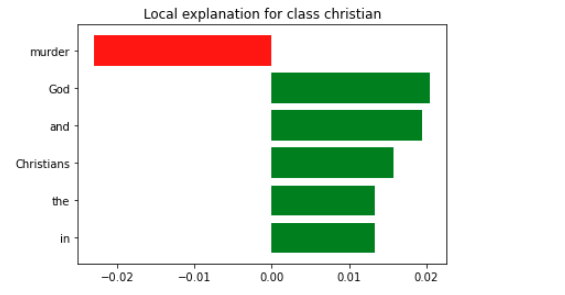 Local explanation for class christian
murder
God
and
Christians
the
in
−0.02 −0.01 0.00 0.01 0.02